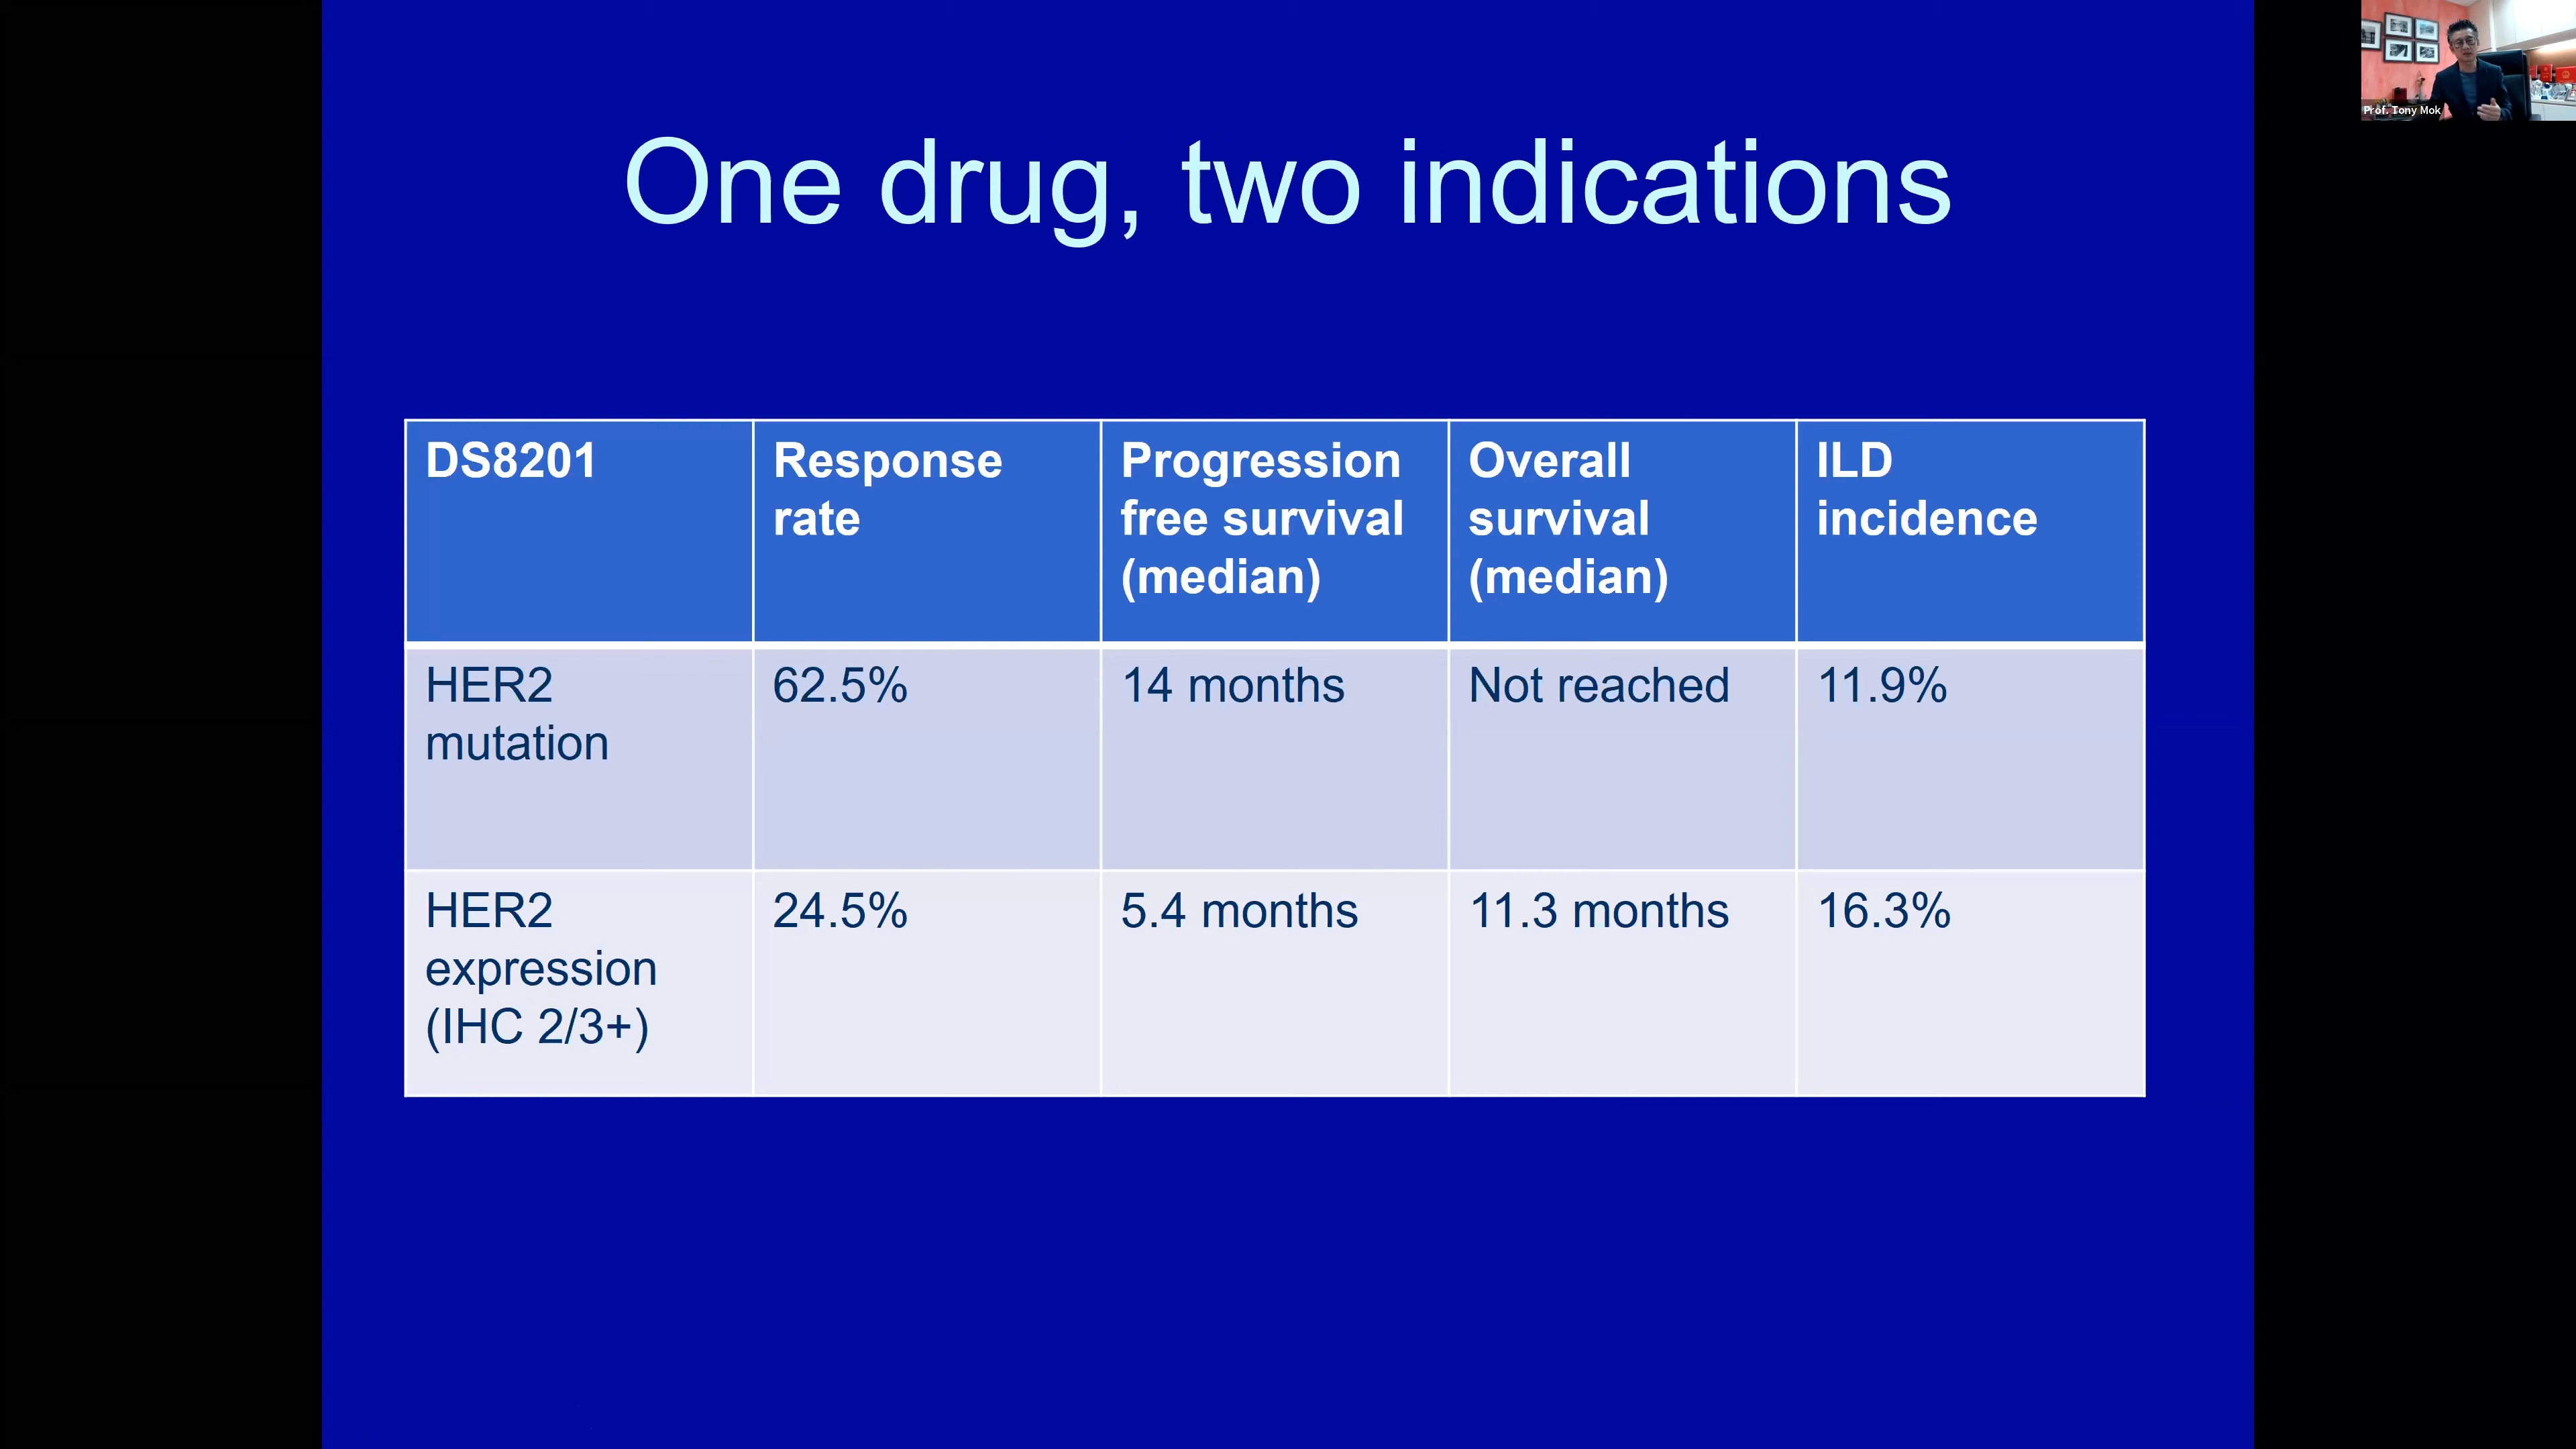 One drug, two indications
DS8201
Response
rate
Progression
free survival
(median)
Overall
survival
(median)
ILD
incidence
HER2
mutation
62.5%
14 months
Not reached
11.9%
HER2
expression
(IHC 2/3+)
24.5%
5.4 months
11.3 months
16.3%
Prof. Tony Mok